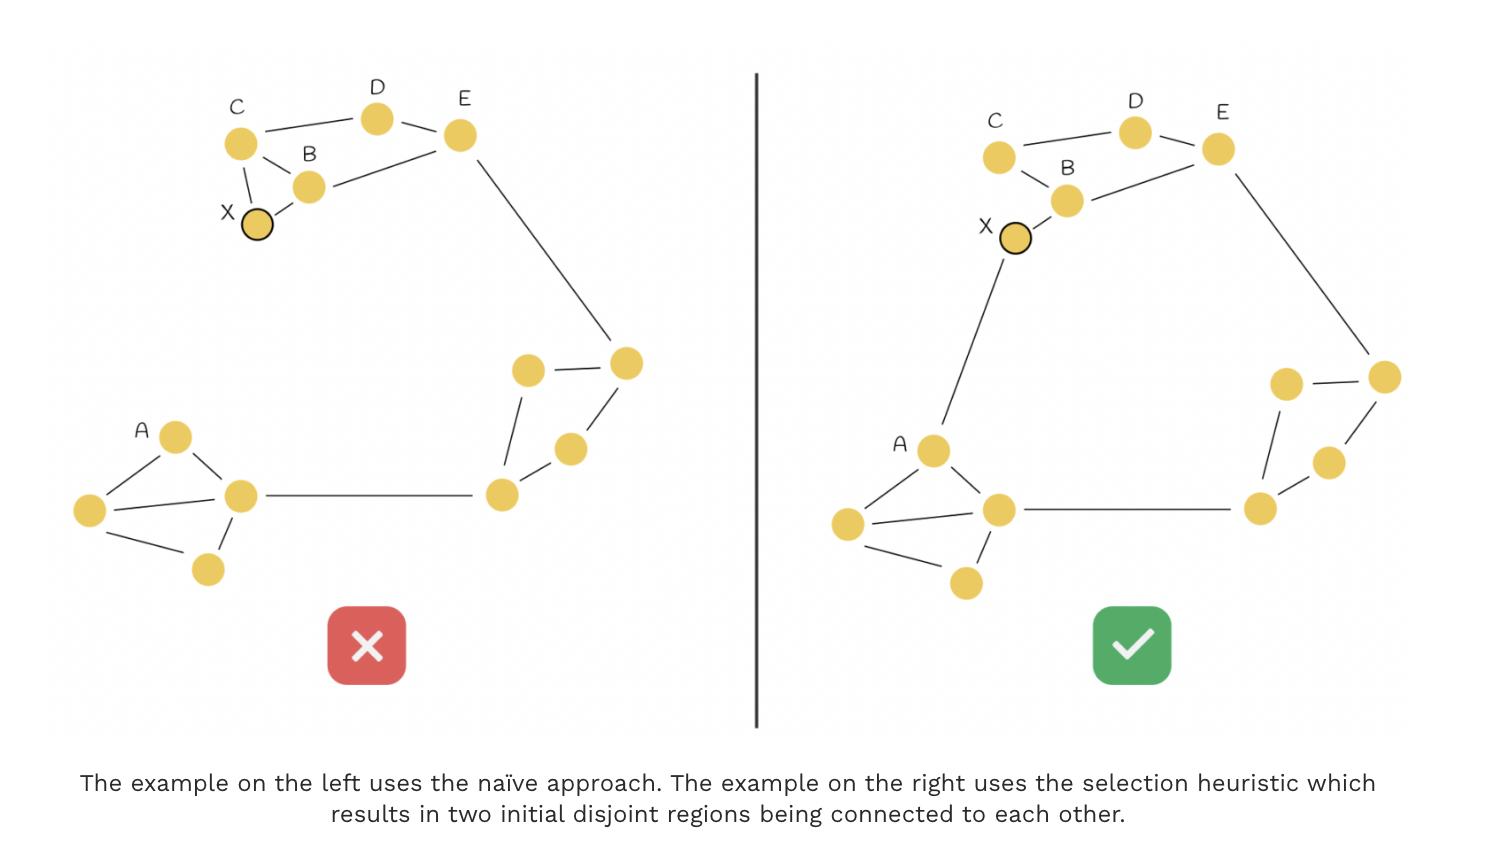 D
E
C
B
X
A
D
E
C
B
X
A
The example on the left uses the naïve approach. The example on the right uses the selection heuristic which
results in two initial disjoint regions being connected to each other.